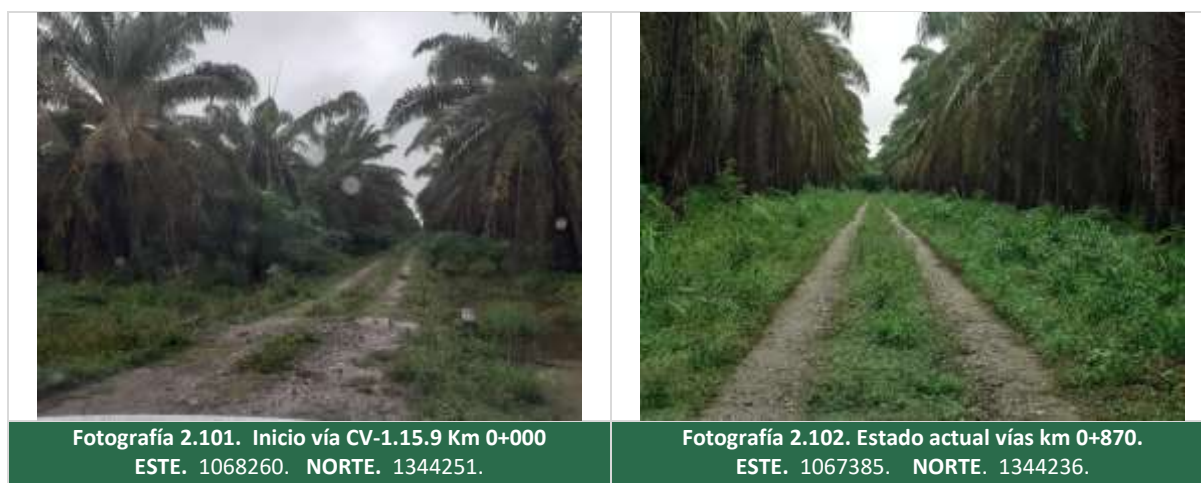 Fotografía 2.101. Inicio vía CV-1.15.9 Km 0+000
ESTE. 1068260. NORTE. 1344251.
Fotografía 2.102. Estado actual vías km 0+870.
ESTE. 1067385. NORTE. 1344236.